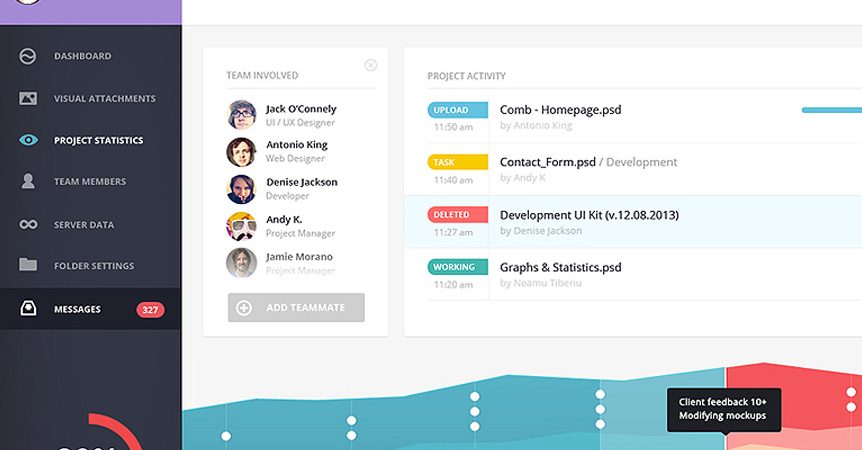 DASHBOARD
VISUAL ATTACHMENTS
PROJECT STATISTICS
TEAM MEMBERS
SERVER DATA
FOLDER SETTINGS
MESSAGES 327
TEAM INVOLVED
Jack O'Connely
UI / UX Designer
Antonio King
Web Designer
Denise Jackson
Developer
Andy K.
Project Manager
Jamie Morano
Project Manager
ADD TEAMMATE
PROJECT ACTIVITY
UPLOAD Comb - Homepage.psd
11:50 am by Antonio King
TASK Contact_Form.psd / Development
11:40 am by Andy K
DELETED Development UI Kit (v.12.08.2013)
11:27 am by Denise Jackson
WORKING Graphs & Statistics.psd
11:20 am by Neamu Tiberiu
Client feedback 10+
Modifying mockups